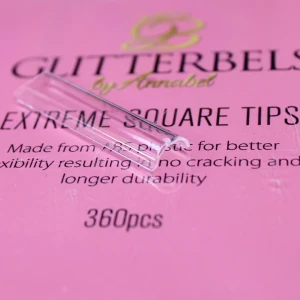 GLITTERBELS
by Annabel
EXTREME SQUARE TIPS
Made from ABS plastic for better
xibility resulting in no cracking and
longer durability
360pcs